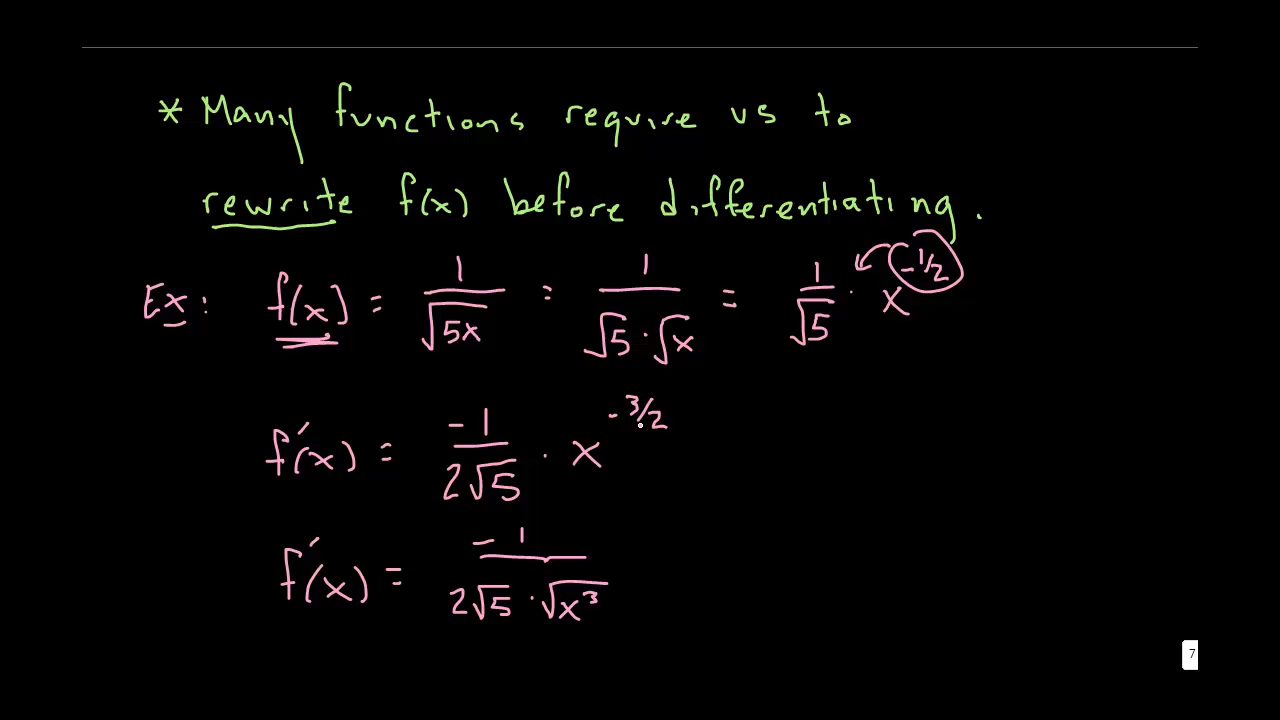 * Many functions require us to
rewrite f(x) before differentiating.
Ex: f(x) = 1/√5x = 1/√5·√x = 1/√5 · x^-1/2
f'(x) = -1/2√5 · x^-3/2
f'(x) = -1/2√5·√x³
7